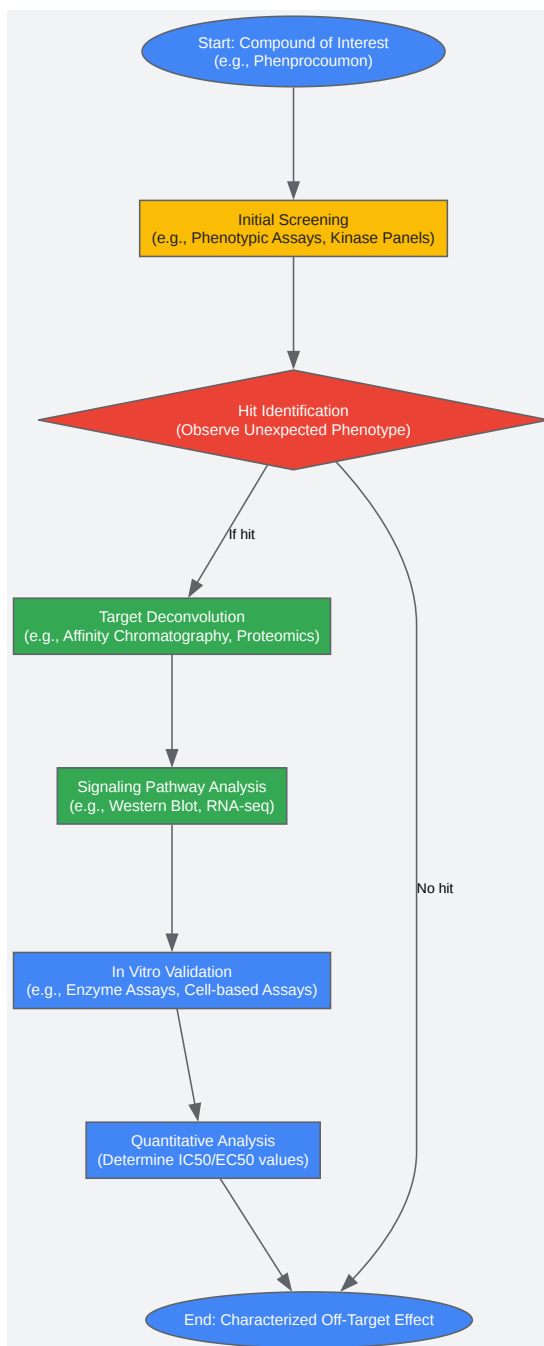 Start: Compound of Interest
(e.g., Phenprocoumon)
Initial Screening
(e.g., Phenotypic Assays, Kinase Panels)
Hit Identification
(Observe Unexpected Phenotype)
If hit
Target Deconvolution
(e.g., Affinity Chromatography, Proteomics)
Signaling Pathway Analysis
(e.g., Western Blot, RNA-seq)
No hit
In Vitro Validation
(e.g., Enzyme Assays, Cell-based Assays)
Quantitative Analysis
(Determine IC50/EC50 values)
End: Characterized Off-Target Effect